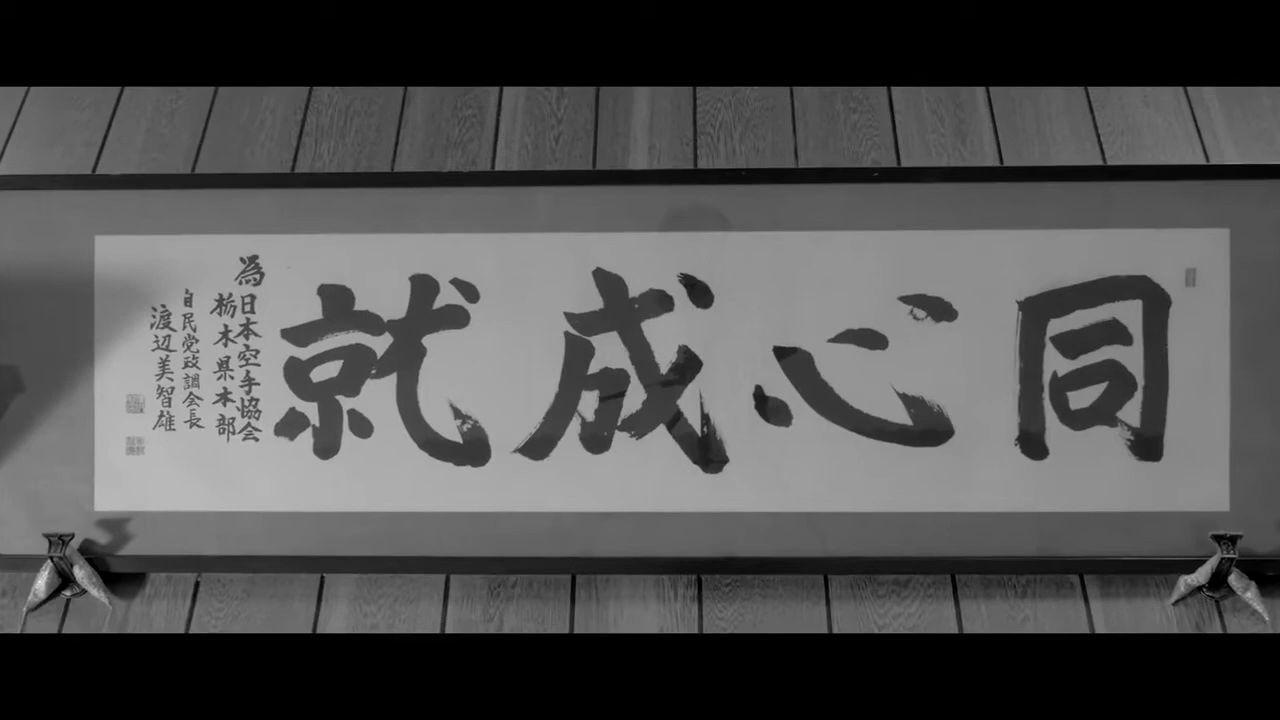 同心成就
為日本空手協会
栃木県本部
自民党政調会長
渡辺美智雄